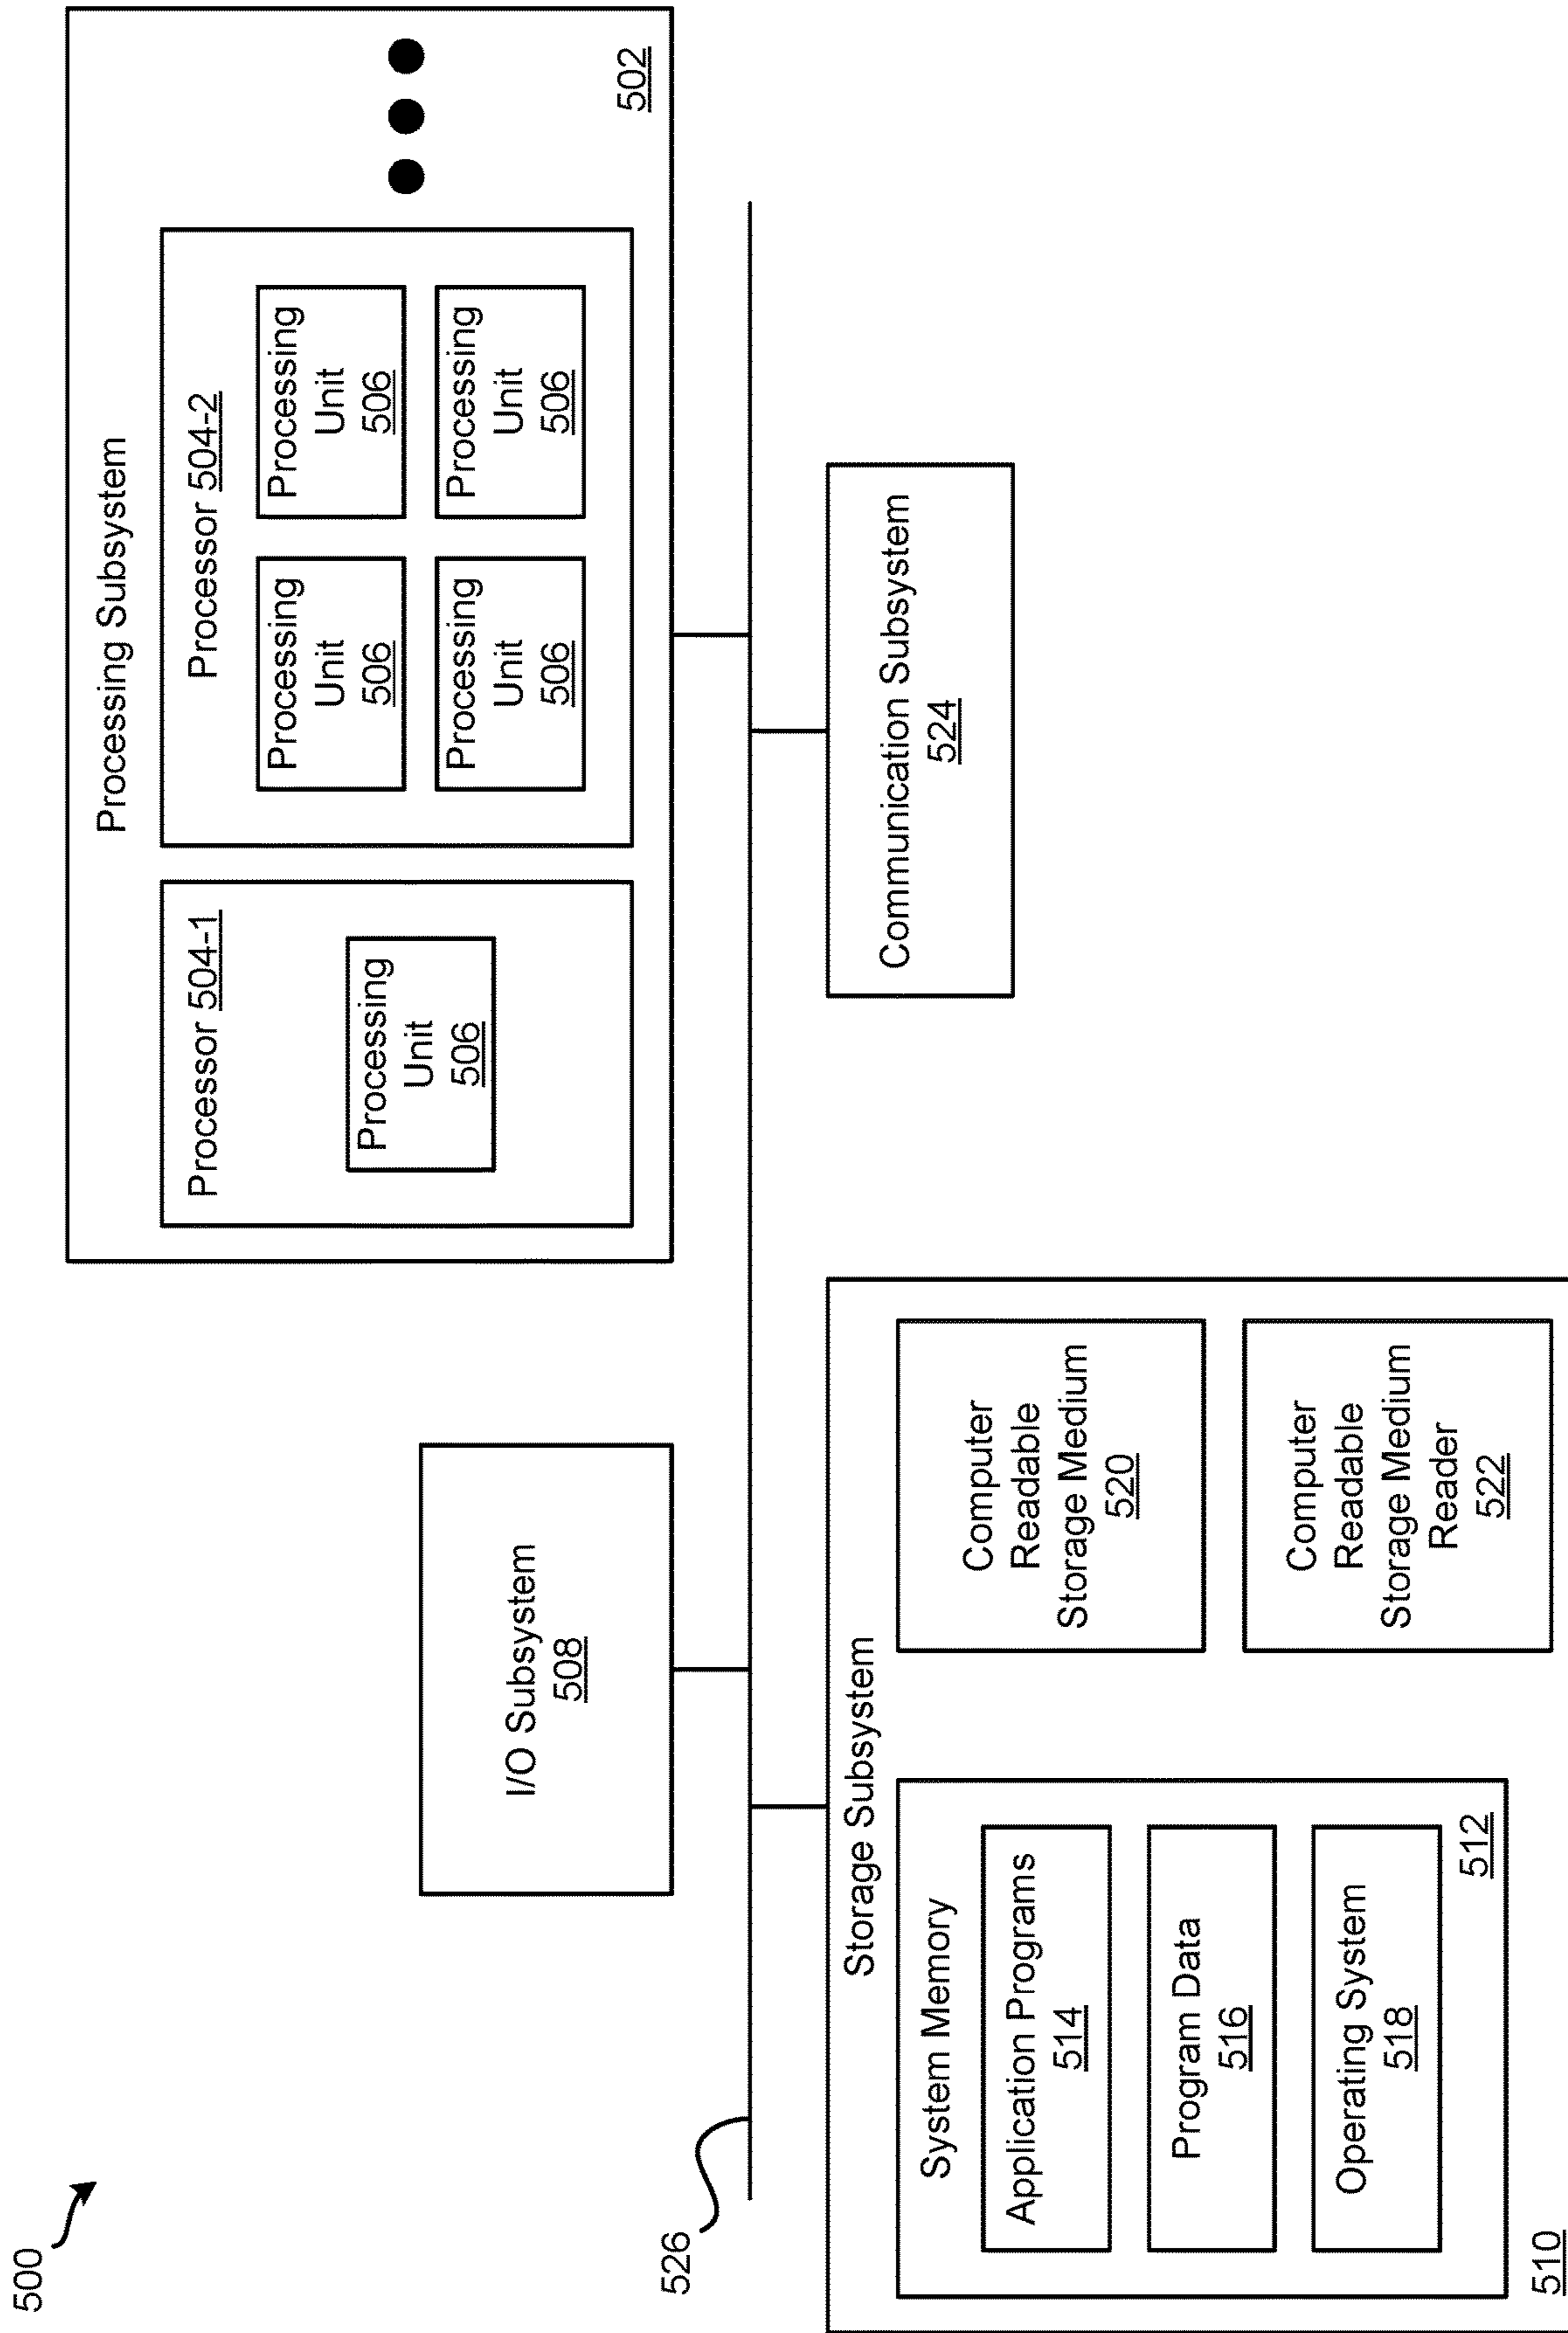 500
Processing Subsystem
Processor 504-1
Processing
Unit
506
Processor 504-2
Processing
Unit
506
Processing
Unit
506
Processing
Unit
506
Processing
Unit
506
502
I/O Subsystem
508
526
Storage Subsystem
System Memory
Application Programs
514
Program Data
516
Operating System
518
512
Computer
Readable
Storage Medium
520
Computer
Readable
Storage Medium
Reader
522
510
Communication Subsystem
524